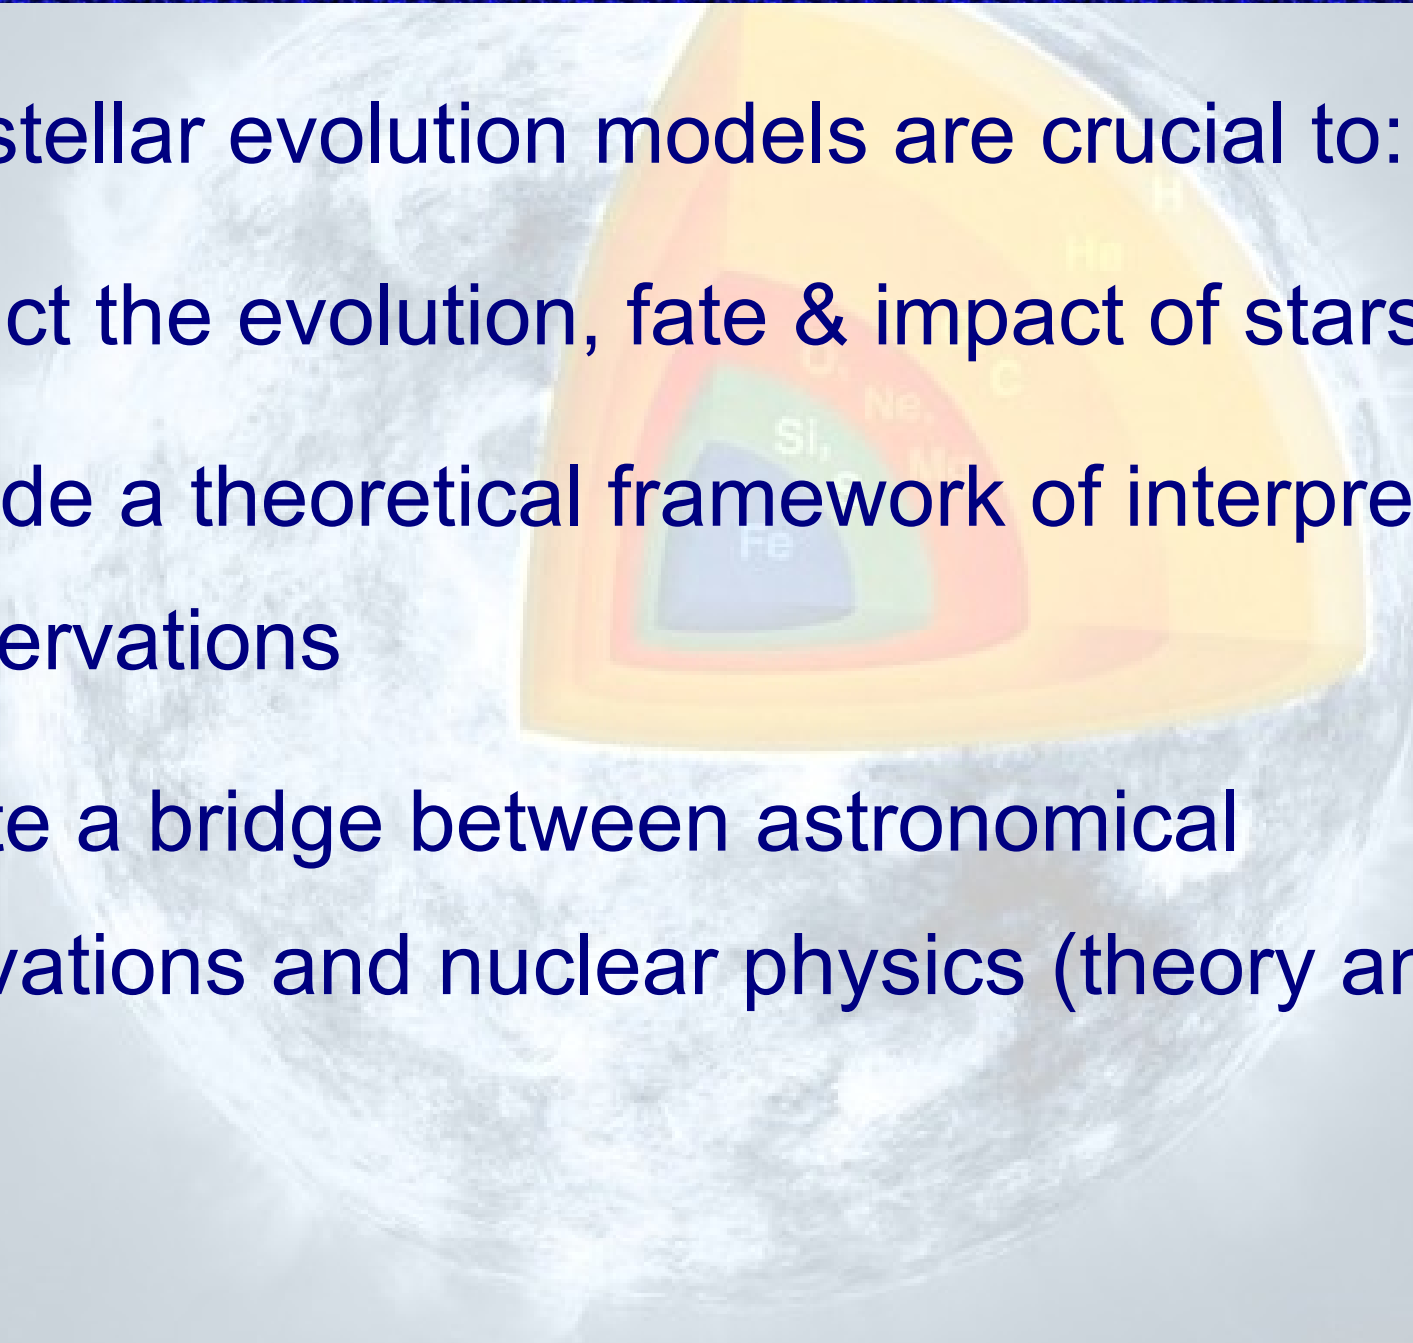 stellar evolution models are crucial to:
H
He
ct the evolution, fate & impact of stars
O,
C
Ne,
Si,
de a theoretical framework of interpre
Fe
ervations
te a bridge between astronomical
vations and nuclear physics (theory an